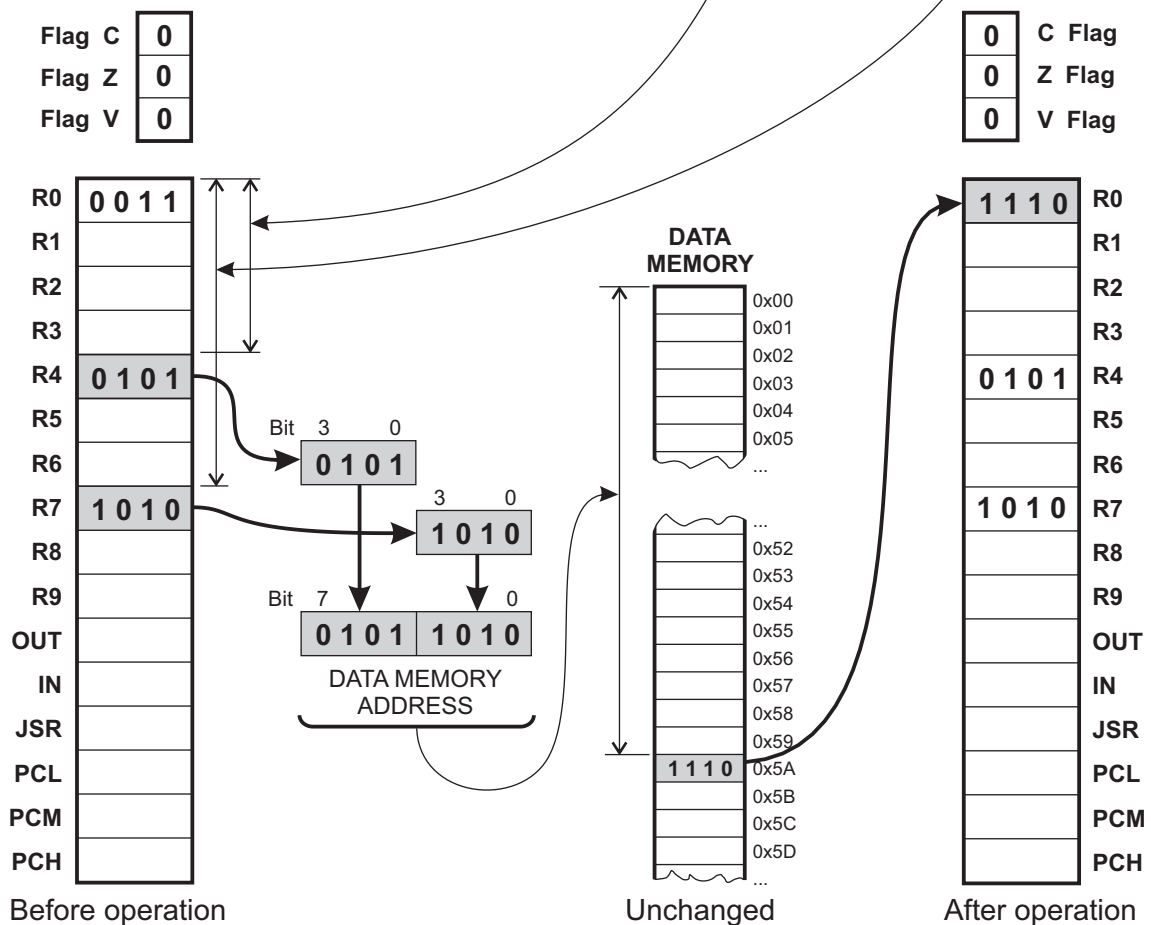 Flag C 0
Flag Z 0
Flag V 0
0 C Flag
0 Z Flag
0 V Flag
R0 0 0 1 1
R1
R2
R3
R4 0 1 0 1
R5
R6
R7 1 0 1 0
R8
R9
OUT
IN
JSR
PCL
PCM
PCH
Before operation
Bit 3 0
0 1 0 1
3 0
1 0 1 0
Bit 7 0
0 1 0 1 1 0 1 0
DATA MEMORY
ADDRESS
DATA
MEMORY
0x00
0x01
0x02
0x03
0x04
0x05
...
...
0x52
0x53
0x54
0x55
0x56
0x57
0x58
0x59
1 1 1 0 0x5A
0x5B
0x5C
0x5D
...
Unchanged
1 1 1 0 R0
R1
R2
R3
0 1 0 1 R4
R5
R6
1 0 1 0 R7
R8
R9
OUT
IN
JSR
PCL
PCM
PCH
After operation